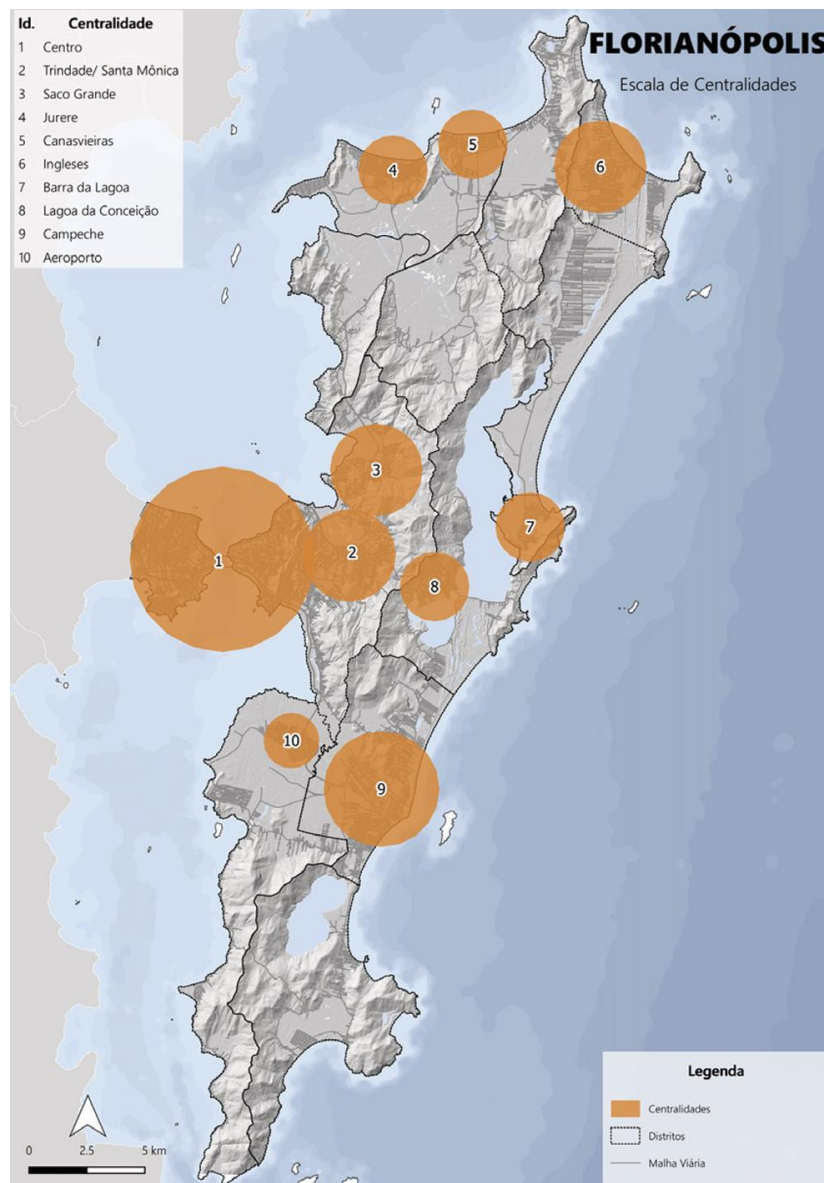 Id. Centralidade
1 Centro
2 Trindade/ Santa Mônica
3 Saco Grande
4 Jurere
5 Canasvieiras
6 Ingleses
7 Barra da Lagoa
8 Lagoa da Conceição
9 Campeche
10 Aeroporto
FLORIANÓPOLIS
Escala de Centralidades
5
4
6
3
7
2
1
8
10
9
Legenda
Centralidades
Distritos
Malha Viária
0 2.5 5 km